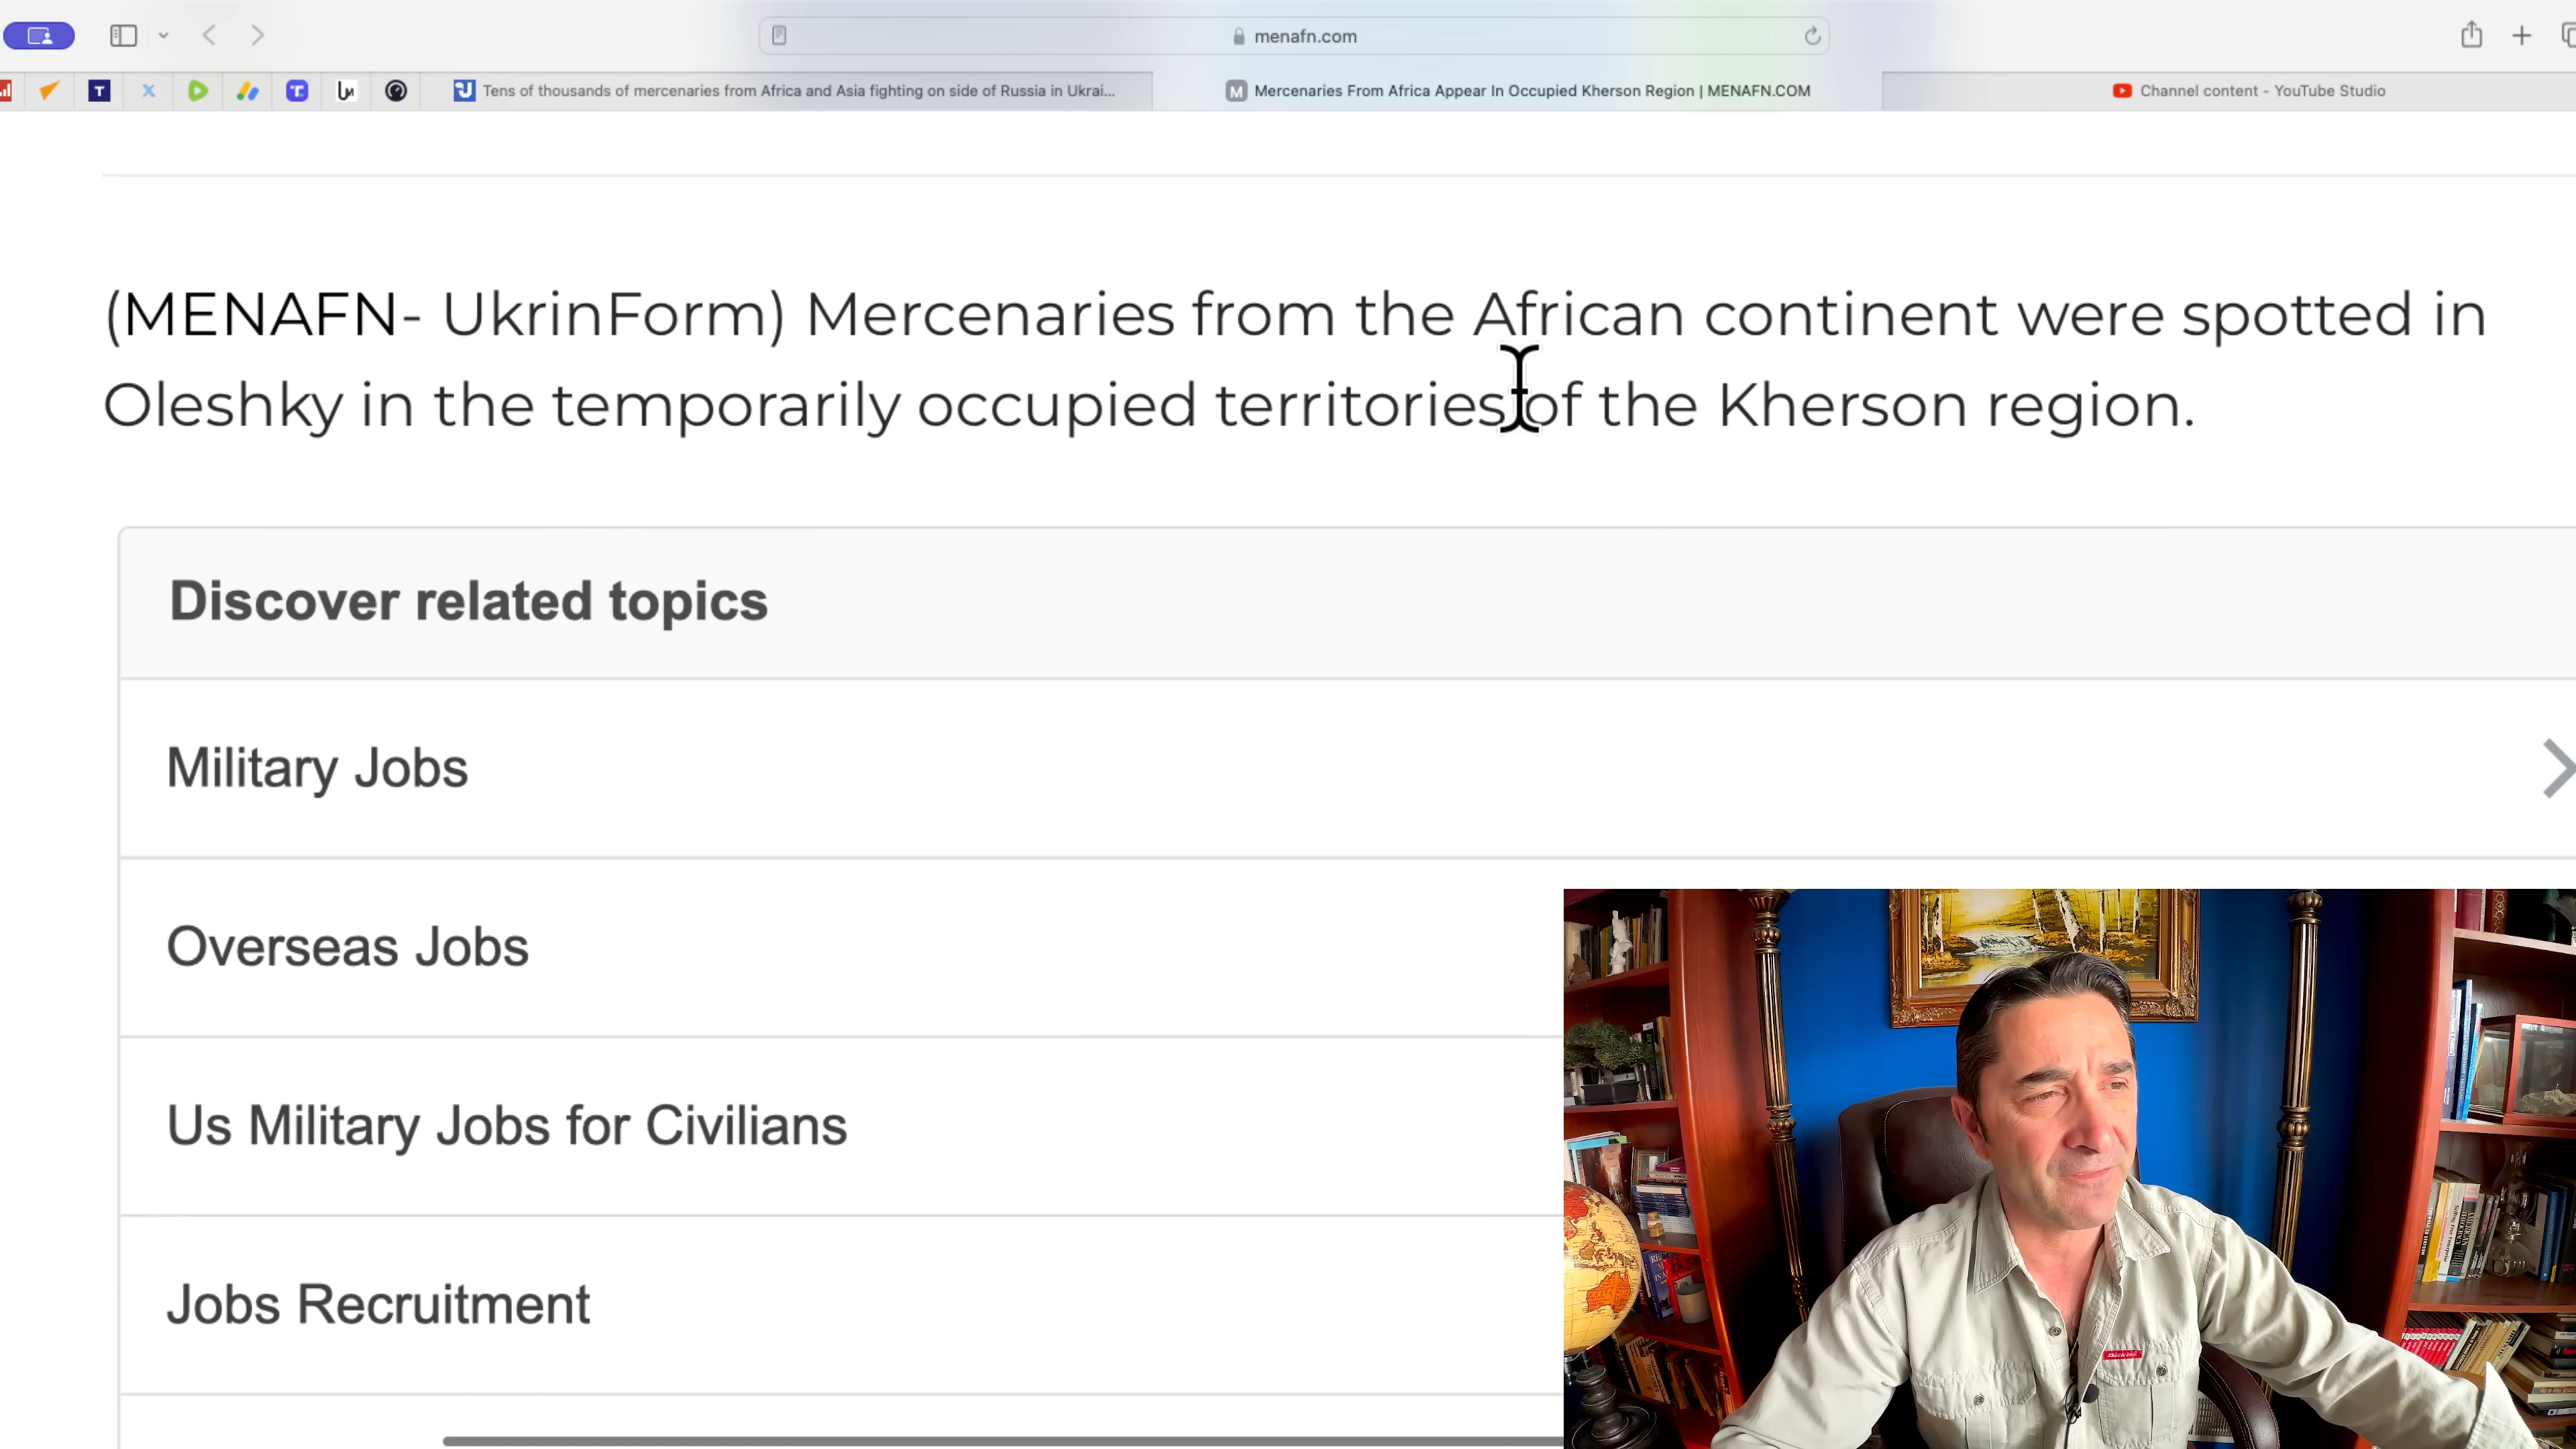 menafn.com
Tens of thousands of mercenaries from Africa and Asia fighting on side of Russia in Ukrai...
M Mercenaries From Africa Appear In Occupied Kherson Region | MENAFN.COM
Channel content - YouTube Studio
(MENAFN- UkrinForm) Mercenaries from the African continent were spotted in
Oleshky in the temporarily occupied territories of the Kherson region.
Discover related topics
Military Jobs
Overseas Jobs
Us Military Jobs for Civilians
Jobs Recruitment
Dickies